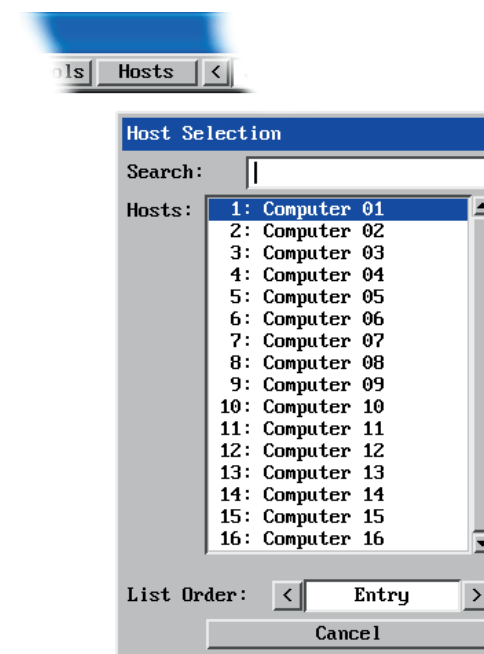 ols Hosts <
Host Selection
Search:
Hosts: 1: Computer 01
2: Computer 02
3: Computer 03
4: Computer 04
5: Computer 05
6: Computer 06
7: Computer 07
8: Computer 08
9: Computer 09
10: Computer 10
11: Computer 11
12: Computer 12
13: Computer 13
14: Computer 14
15: Computer 15
16: Computer 16
List Order: < Entry >
Cancel